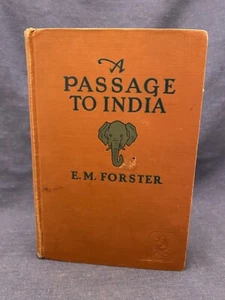 A
PASSAGE
TO INDIA
E. M. FORSTER